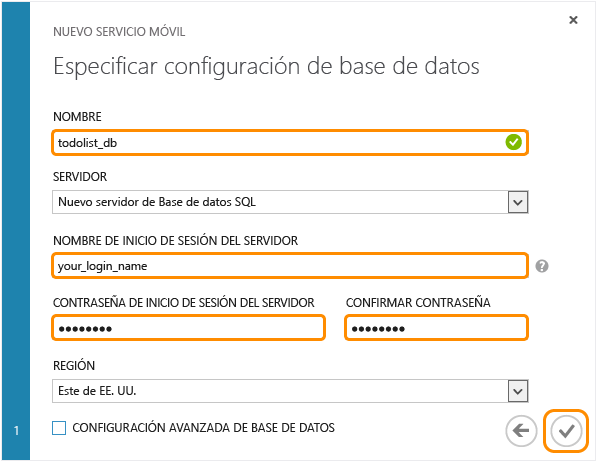 NUEVO SERVICIO MÓVIL
Especificar configuración de base de datos
NOMBRE
todolist_db
SERVIDOR
Nuevo servidor de Base de datos SQL
NOMBRE DE INICIO DE SESIÓN DEL SERVIDOR
your_login_name
?
CONTRASEÑA DE INICIO DE SESIÓN DEL SERVIDOR CONFIRMAR CONTRASEÑA
●●●●●●●● ●●●●●●●●
REGIÓN
Este de EE. UU.
1 CONFIGURACIÓN AVANZADA DE BASE DE DATOS